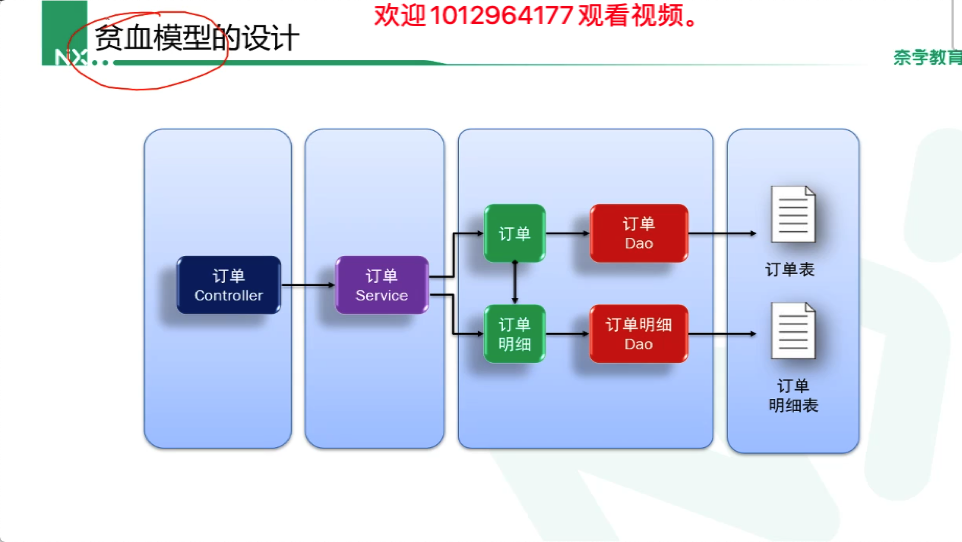 欢迎1012964177观看视频。
贫血模型的设计
奈学教育
订单
Controller
订单
Service
订单
订单
Dao
订单表
订单
明细
订单明细
Dao
订单
明细表